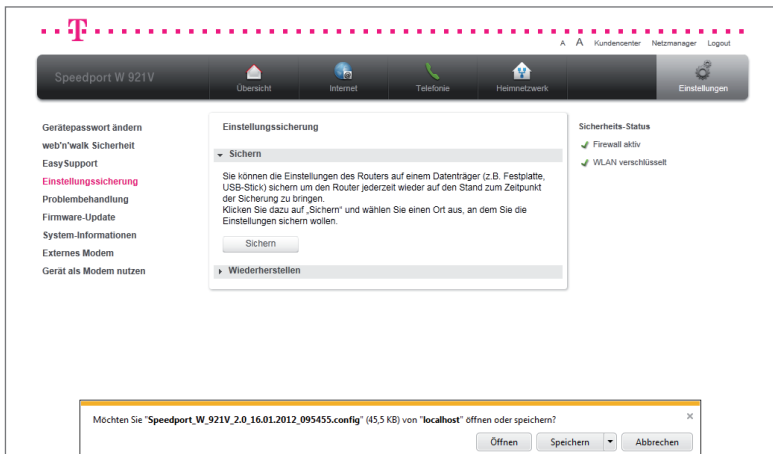 T
A A Kundencenter Netzmanager Logout
Speedport W 921V
Übersicht Internet Telefonie Heimnetzwerk Einstellungen
Gerätepasswort ändern
web'n'walk Sicherheit
EasySupport
Einstellungssicherung
Problembehandlung
Firmware-Update
System-Informationen
Externes Modem
Gerät als Modem nutzen
Einstellungssicherung
Sichern
Sie können die Einstellungen des Routers auf einem Datenträger (z.B. Festplatte,
USB-Stick) sichern um den Router jederzeit wieder auf den Stand zum Zeitpunkt
der Sicherung zu bringen.
Klicken Sie dazu auf „Sichern“ und wählen Sie einen Ort aus, an dem Sie die
Einstellungen sichern wollen.
Sichern
Wiederherstellen
Sicherheits-Status
Firewall aktiv
WLAN verschlüsselt
Möchten Sie "Speedport_W_921V_2.0_16.01.2012_095455.config" (45,5 KB) von "localhost" öffnen oder speichern?
Öffnen Speichern Abbrechen